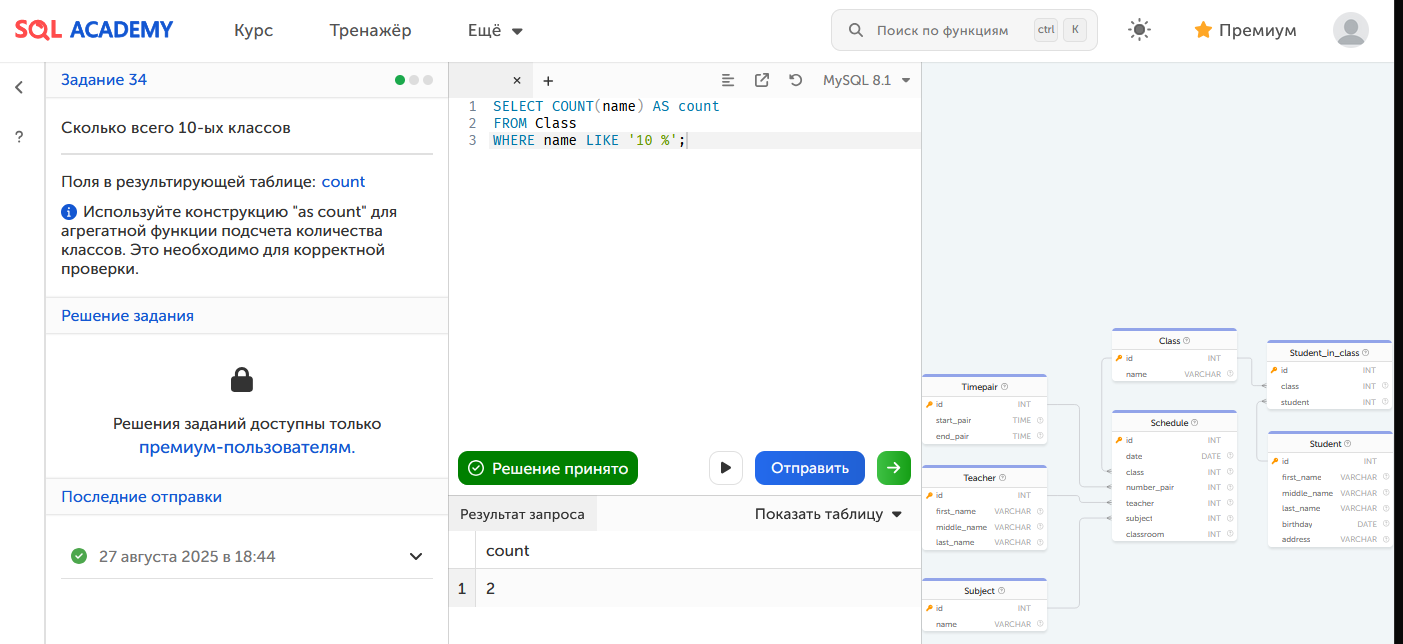 SQL ACADEMY
Курс
Тренажёр
Ещё
Поиск по функциям
ctrl
K
Премиум
?
Задание 34
Сколько всего 10-ых классов
Поля в результирующей таблице: count
Используйте конструкцию "as count" для
агрегатной функции подсчета количества
классов. Это необходимо для корректной
проверки.
Решение задания
Решения заданий доступны только
премиум-пользователям.
Последние отправки
27 августа 2025 в 18:44
× +
MySQL 8.1
1 SELECT COUNT(name) AS count
2 FROM Class
3 WHERE name LIKE '10 %';
Решение принято
Отправить
Результат запроса
Показать таблицу
count
1 2
Timepair
id INT
start_pair TIME
end_pair TIME
Teacher
id INT
first_name VARCHAR
middle_name VARCHAR
last_name VARCHAR
Subject
id INT
name VARCHAR
Class
id INT
name VARCHAR
Schedule
id INT
date DATE
class INT
number_pair INT
teacher INT
subject INT
classroom INT
Student_in_class
id INT
class INT
student INT
Student
id INT
first_name VARCHAR
middle_name VARCHAR
last_name VARCHAR
birthday DATE
address VARCHAR